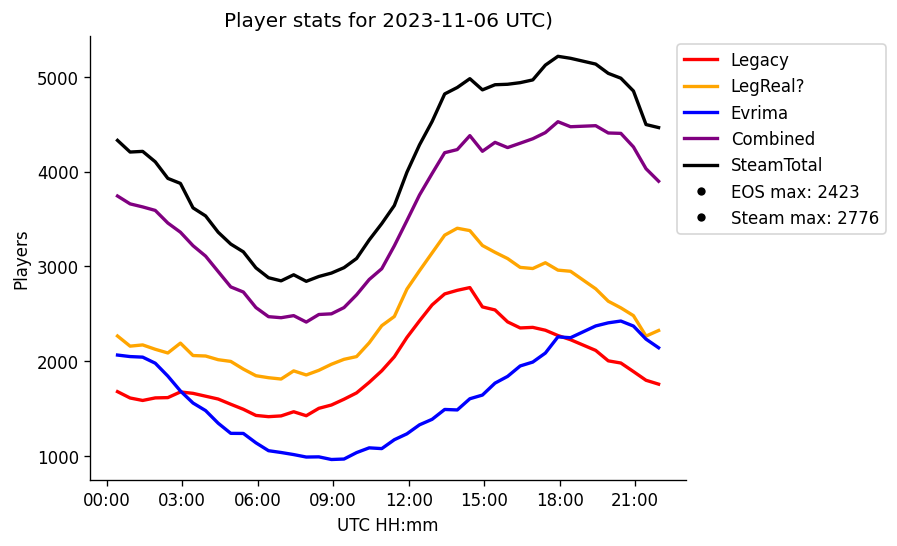 Player stats for 2023-11-06 UTC)
Legacy
LegReal?
Evrima
Combined
SteamTotal
EOS max: 2423
Steam max: 2776
Players
5000
4000
3000
2000
1000
00:00 03:00 06:00 09:00 12:00 15:00 18:00 21:00
UTC HH:mm